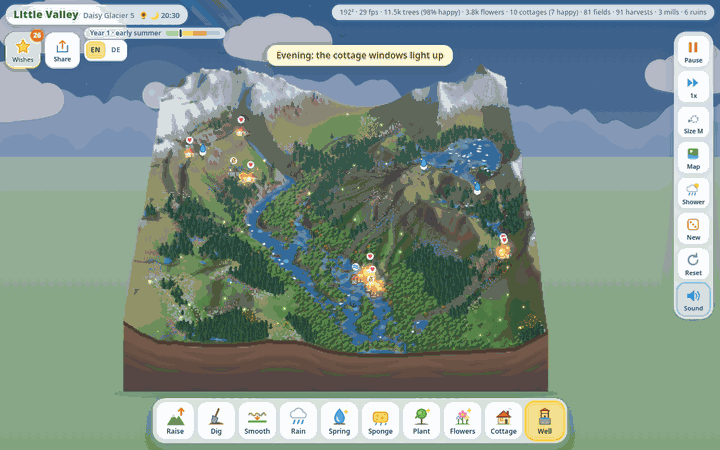 Little Valley Daisy Glacier 5 20:30
192² · 29 fps · 11.5k trees (98% happy) · 3.8k flowers · 10 cottages (7 happy) · 81 fields · 91 harvests · 3 mills · 6 ruins
26
Wishes
Share
Year 1 · early summer
EN DE
Evening: the cottage windows light up
Pause
1x
Size M
Map
Shower
New
Reset
Sound
Raise Dig Smooth Rain Spring Sponge Plant Flowers Cottage Well